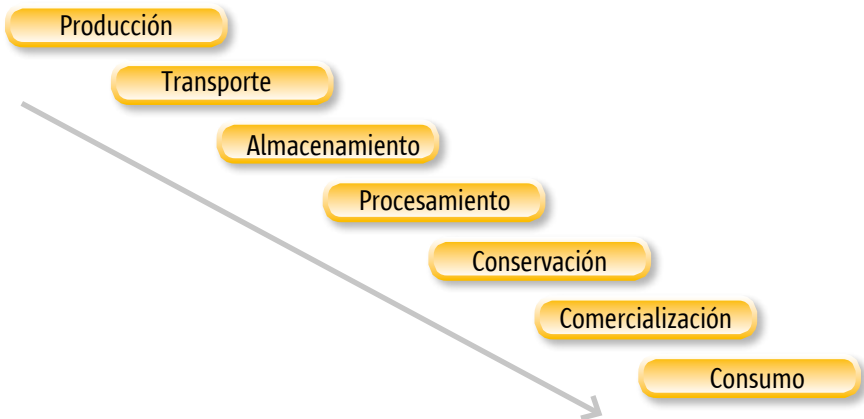 Producción
Transporte
Almacenamiento
Procesamiento
Conservación
Comercialización
Consumo